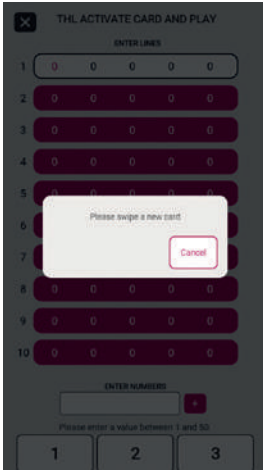 X THL ACTIVATE CARD AND PLAY
ENTER LINES
1 0 0 0 0 0
2 0 0 0 0 0
3 0 0 0 0 0
4 0 0 0 0 0
5 0 0 0 0 0
6
Please swipe a new card
7
Cancel
8 0 0 0 0 0
9 0 0 0 0 0
10 0 0 0 0 0
ENTER NUMBERS
+
Please enter a value between 1 and 50
1 2 3